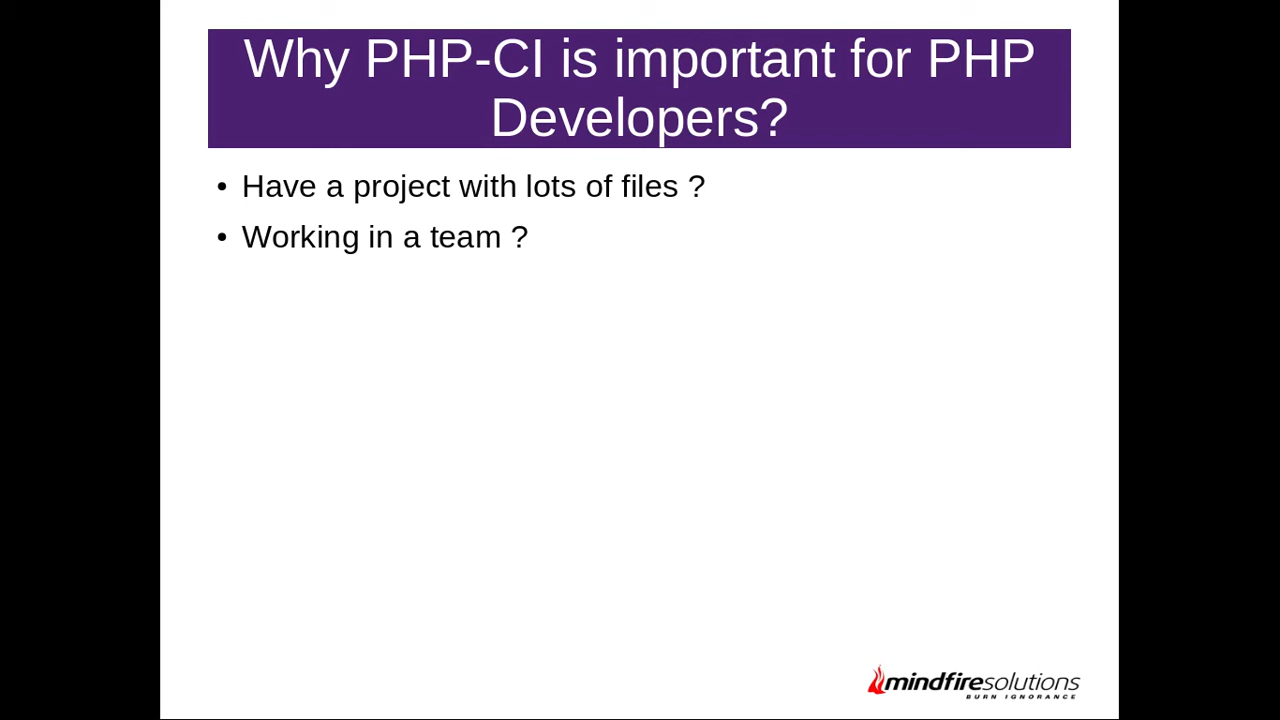 Why PHP-CI is important for PHP
Developers?
• Have a project with lots of files ?
• Working in a team ?
mindfiresolutions
BURN IGNORANCE